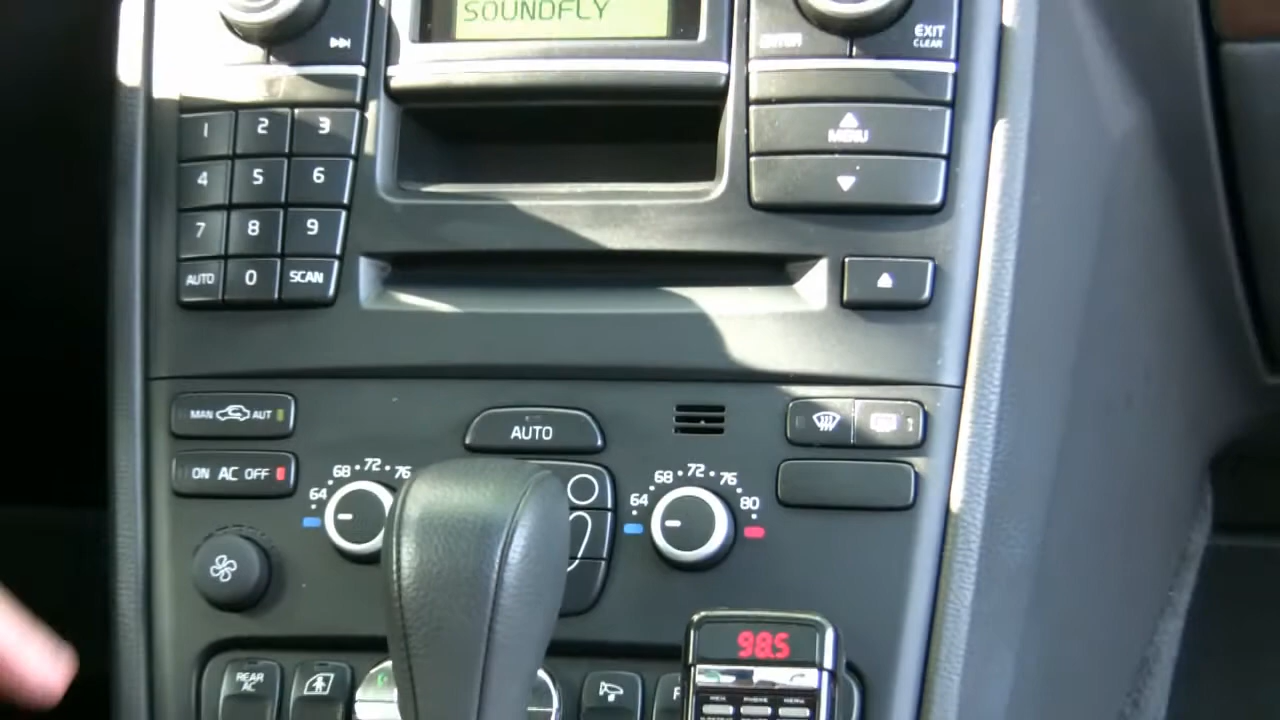 SOUNDFLY
ENTER
EXIT
CLEAR
1 2 3
4 5 6
7 8 9
AUTO 0 SCAN
MENU
MAN AUT
AUTO
ON AC OFF
64 68 72 76
64 68 72 76 80
98.5
REAR
AC